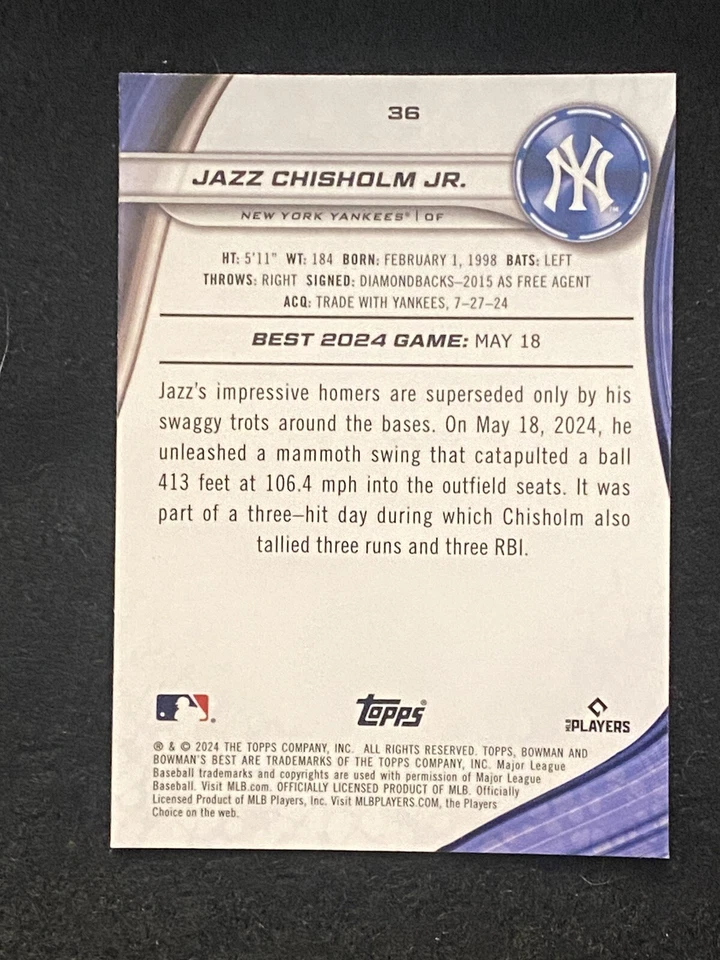 36
JAZZ CHISHOLM JR.
NY
NEW YORK YANKEES® | OF
HT: 5'11" WT: 184 BORN: FEBRUARY 1, 1998 BATS: LEFT
THROWS: RIGHT SIGNED: DIAMONDBACKS–2015 AS FREE AGENT
ACQ: TRADE WITH YANKEES, 7–27–24
BEST 2024 GAME: MAY 18
Jazz's impressive homers are superseded only by his
swaggy trots around the bases. On May 18, 2024, he
unleashed a mammoth swing that catapulted a ball
413 feet at 106.4 mph into the outfield seats. It was
part of a three–hit day during which Chisholm also
tallied three runs and three RBI.
Topps®
MLB PLAYERS
® & © 2024 THE TOPPS COMPANY, INC. ALL RIGHTS RESERVED. TOPPS, BOWMAN AND
BOWMAN'S BEST ARE TRADEMARKS OF THE TOPPS COMPANY, INC. Major League
Baseball trademarks and copyrights are used with permission of Major League
Baseball. Visit MLB.com. OFFICIALLY LICENSED PRODUCT OF MLB. Officially
Licensed Product of MLB Players, Inc. Visit MLBPLAYERS.COM, the Players
Choice on the web.